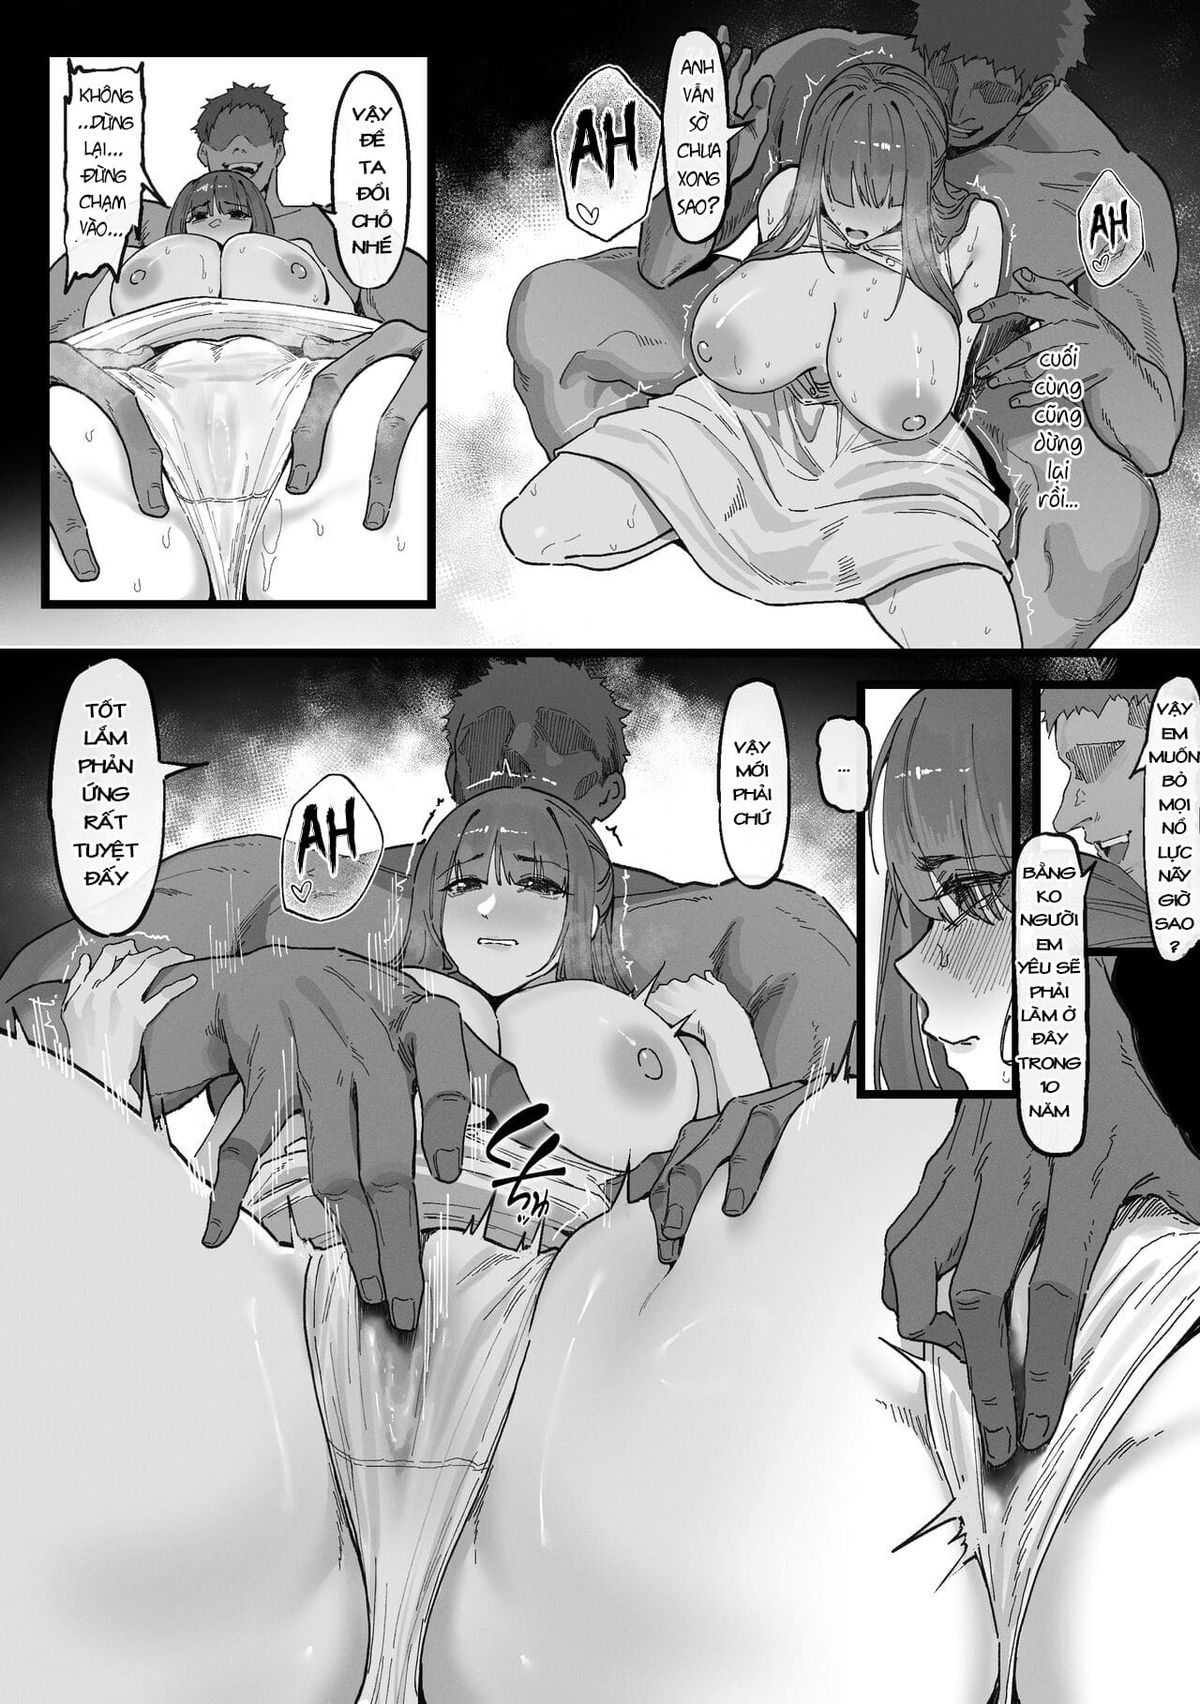 ANH
VẪN
SỜ
CHƯA
XONG
SAO?
AH
AH
cuối
cùng
cũng
dừng
lại
rồi...
VẬY
ĐỂ
TA
ĐỔI
CHỖ
NHÉ
KHÔNG
...DỪNG
LẠI...
ĐỪNG
CHẠM
VÀO...
VẬY
EM
MUỐN
BỎ
MỌI
NỔ
LỰC
NÃY
GIỜ
SAO
?
BẰNG
KO
NGƯỜI
EM
YÊU SẼ
PHẢI
LÀM Ở
ĐÂY
TRONG
10
NĂM
...
VẬY
MỚI
PHẢI
CHỨ
AH
TỐT
LẮM
PHẢN
ỨNG
RẤT
TUYỆT
ĐẤY